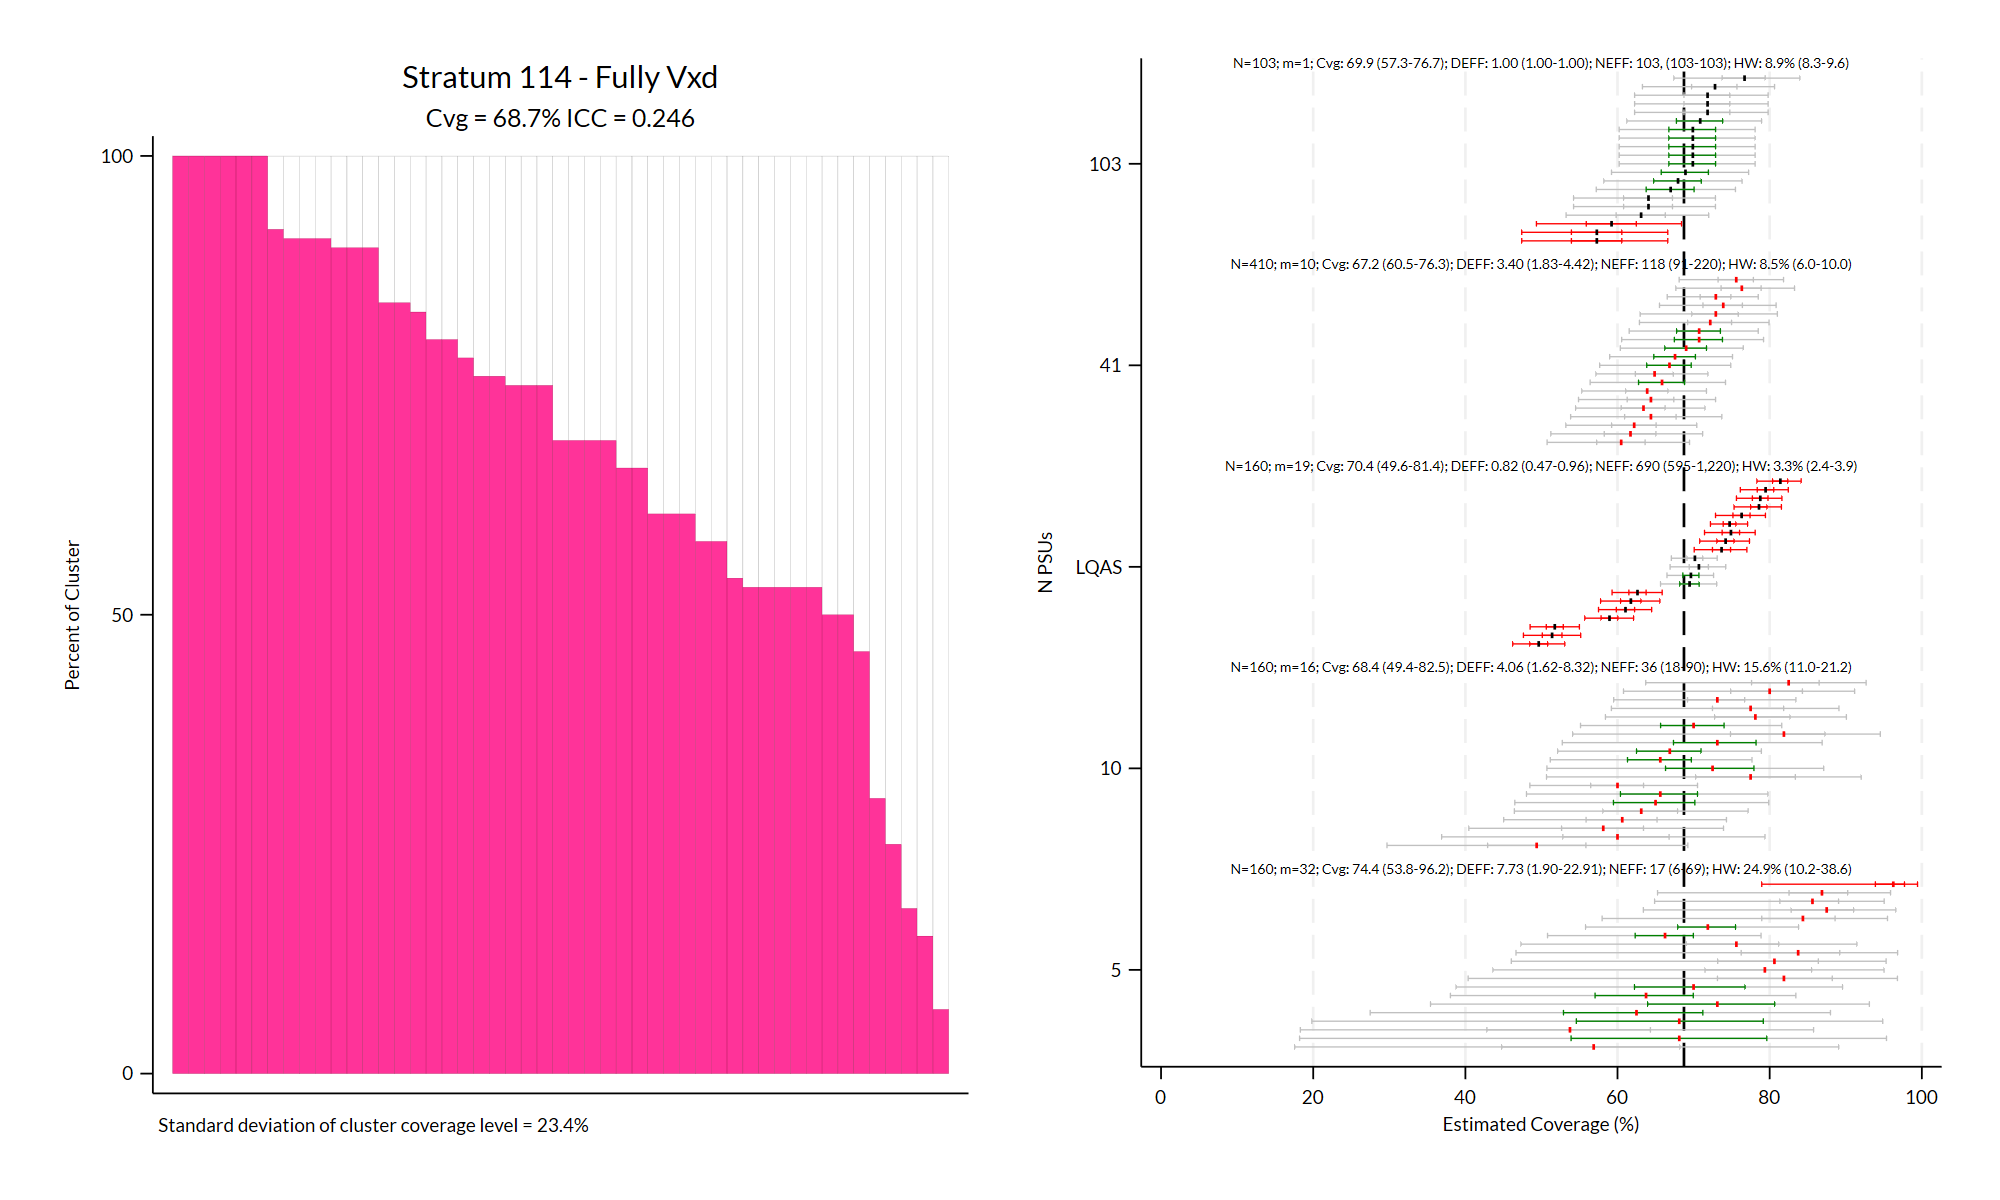 Stratum 114 - Fully Vxd
Cvg = 68.7% ICC = 0.246
100
50
0
Percent of Cluster
Standard deviation of cluster coverage level = 23.4%
N PSUs
N=103; m=1; Cvg: 69.9 (57.3-76.7); DEFF: 1.00 (1.00-1.00); NEFF: 103, (103-103); HW: 8.9% (8.3-9.6)
103
N=410; m=10; Cvg: 67.2 (60.5-76.3); DEFF: 3.40 (1.83-4.42); NEFF: 118 (91-220); HW: 8.5% (6.0-10.0)
41
N=160; m=19; Cvg: 70.4 (49.6-81.4); DEFF: 0.82 (0.47-0.96); NEFF: 690 (595-1,220); HW: 3.3% (2.4-3.9)
LQAS
N=160; m=16; Cvg: 68.4 (49.4-82.5); DEFF: 4.06 (1.62-8.32); NEFF: 36 (18-90); HW: 15.6% (11.0-21.2)
10
N=160; m=32; Cvg: 74.4 (53.8-96.2); DEFF: 7.73 (1.90-22.91); NEFF: 17 (6-69); HW: 24.9% (10.2-38.6)
5
0 20 40 60 80 100
Estimated Coverage (%)